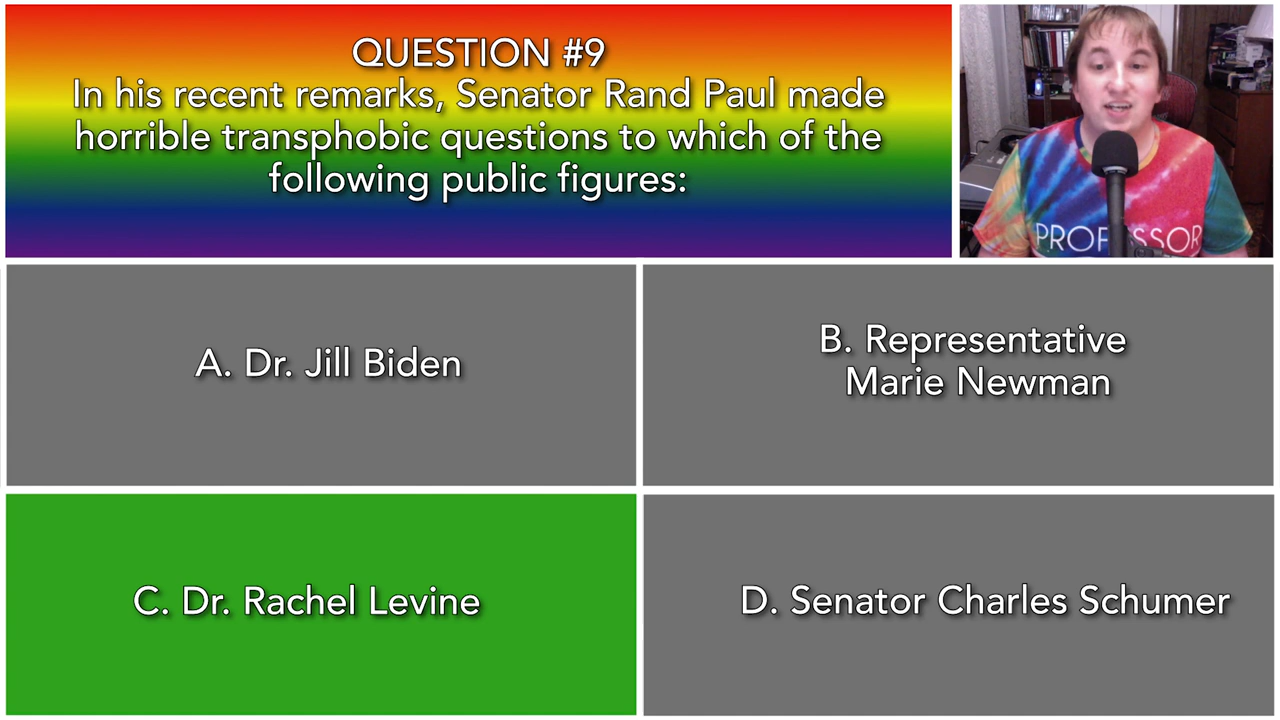 QUESTION #9
In his recent remarks, Senator Rand Paul made
horrible transphobic questions to which of the
following public figures:
PROFESSOR
A. Dr. Jill Biden
B. Representative
Marie Newman
C. Dr. Rachel Levine
D. Senator Charles Schumer